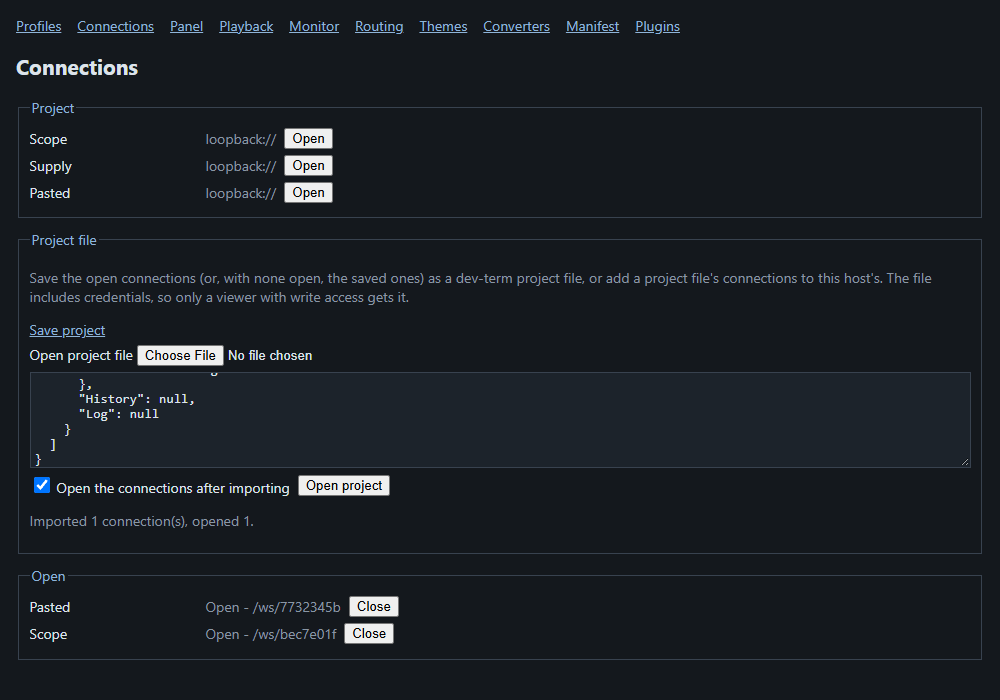 Profiles Connections Panel Playback Monitor Routing Themes Converters Manifest Plugins
Connections
Project
Scope loopback:// Open
Supply loopback:// Open
Pasted loopback:// Open
Project file
Save the open connections (or, with none open, the saved ones) as a dev-term project file, or add a project file's connections to this host's. The file
includes credentials, so only a viewer with write access gets it.
Save project
Open project file Choose File No file chosen
},
"History": null,
"Log": null
}
]
}
Open the connections after importing Open project
Imported 1 connection(s), opened 1.
Open
Pasted Open - /ws/7732345b Close
Scope Open - /ws/bec7e01f Close